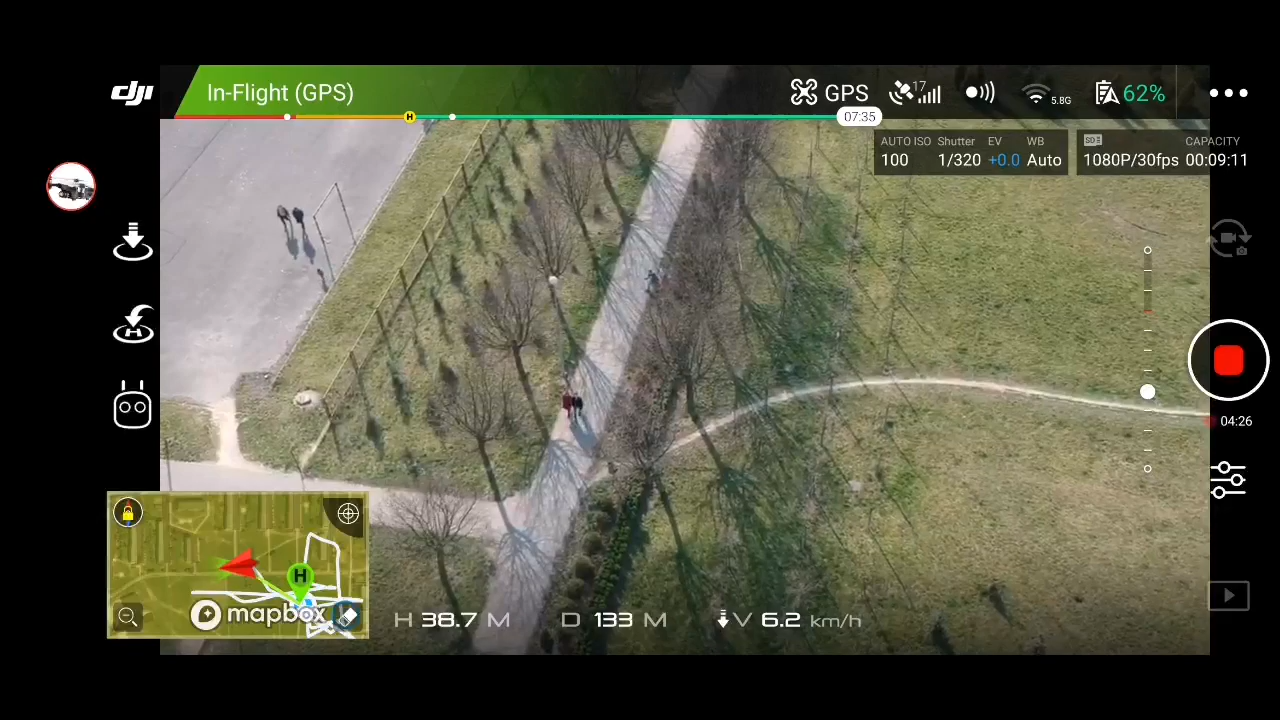 dji
In-Flight (GPS)
GPS
17
5.8G
62%
H
07:35
AUTO ISO Shutter EV WB
100 1/320 +0.0 Auto
CAPACITY
1080P/30fps 00:09:11
H
04:26
H
mapbox
H 38.7 M D 133 M V 6.2 km/h